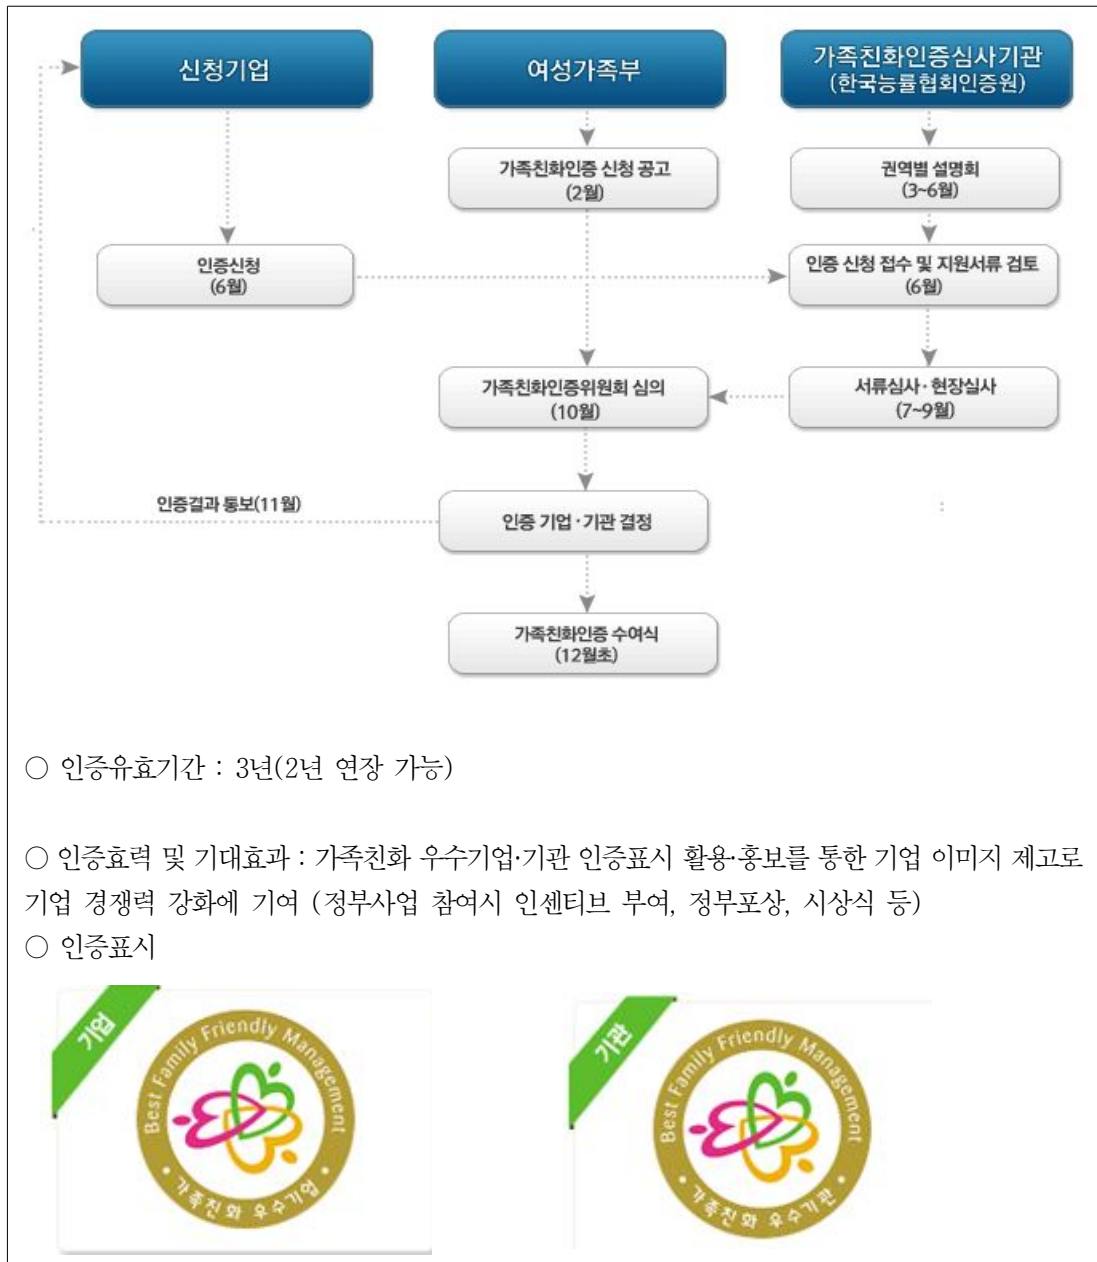 신청기업
여성가족부
가족친화인증심사기관
(한국능률협회인증원)
가족친화인증 신청 공고
(2월)
권역별 설명회
(3~6월)
인증신청
(6월)
인증 신청 접수 및 지원서류 검토
(6월)
가족친화인증위원회 심의
(10월)
서류심사·현장실사
(7~9월)
인증결과 통보(11월)
인증 기업·기관 결정
가족친화인증 수여식
(12월초)
○ 인증유효기간 : 3년(2년 연장 가능)
○ 인증효력 및 기대효과 : 가족친화 우수기업·기관 인증표시 활용·홍보를 통한 기업 이미지 제고로
기업 경쟁력 강화에 기여 (정부사업 참여시 인센티브 부여, 정부포상, 시상식 등)
○ 인증표시
기업
Best Family Friendly Management
• 가족친화 우수기업 •
기관
Best Family Friendly Management
• 가족친화 우수기관 •